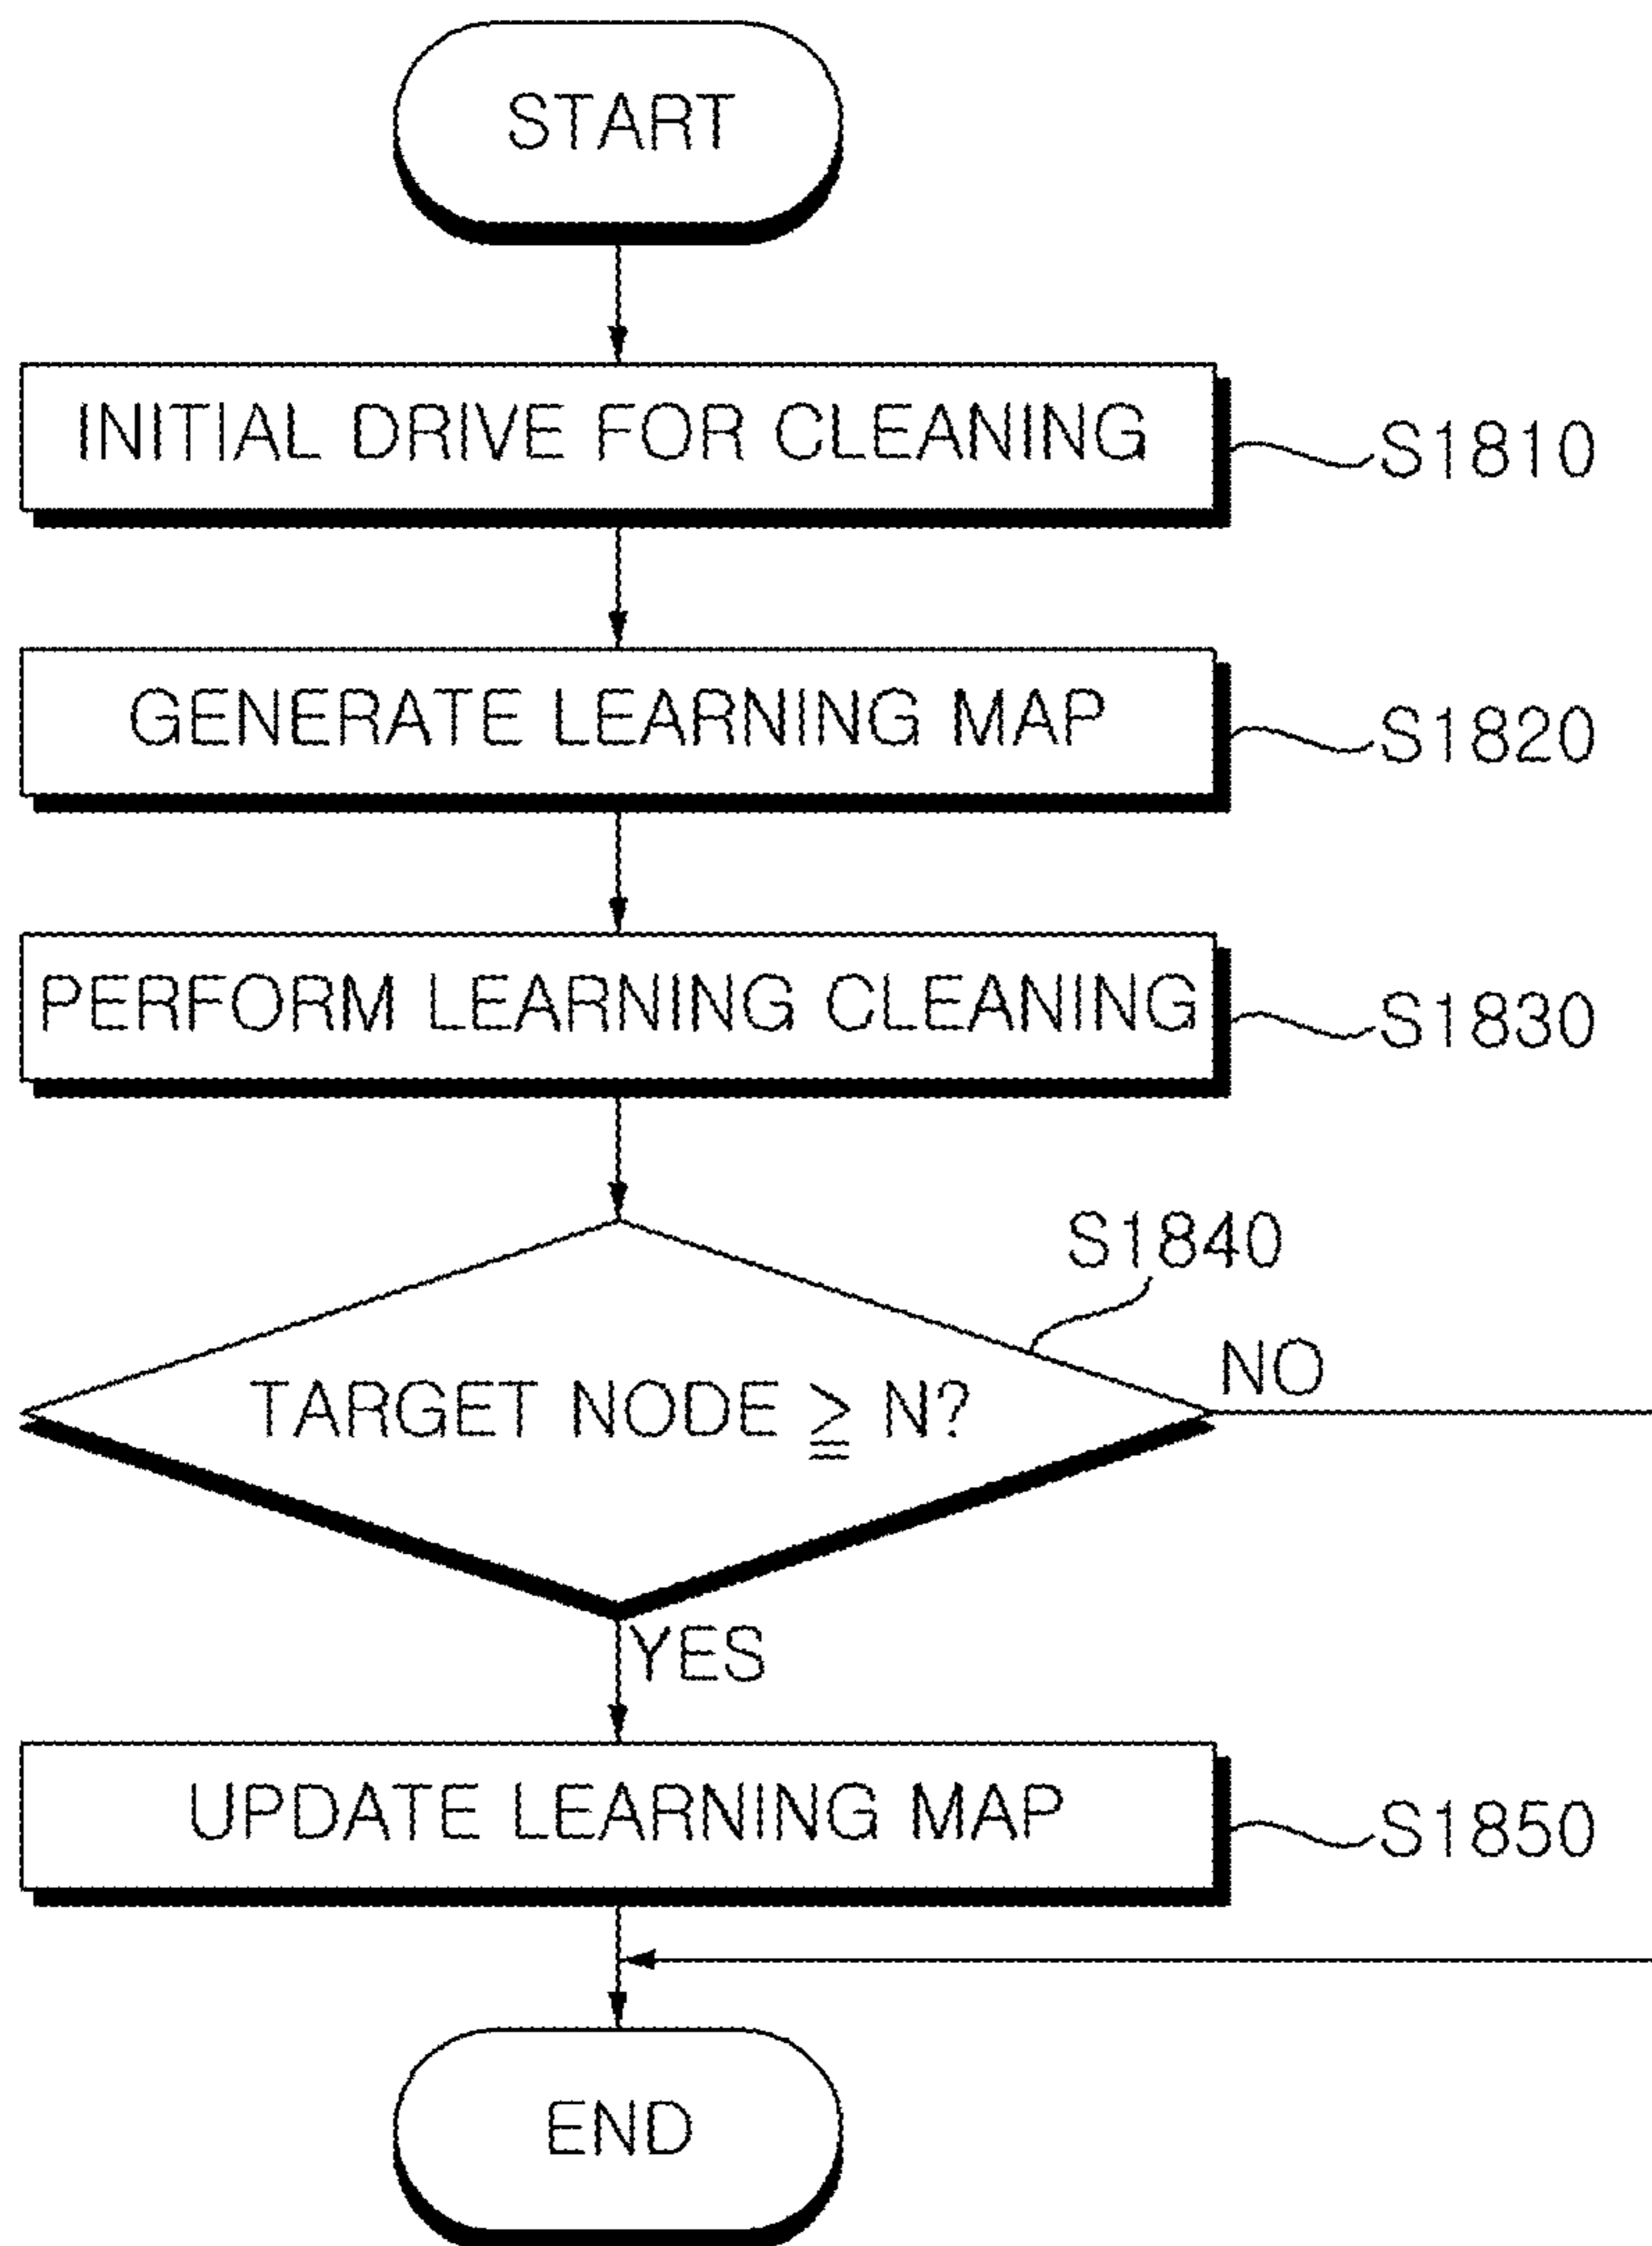 START
INITIAL DRIVE FOR CLEANING
S1810
GENERATE LEARNING MAP
S1820
PERFORM LEARNING CLEANING
S1830
S1840
TARGET NODE ≧ N?
NO
YES
UPDATE LEARNING MAP
S1850
END